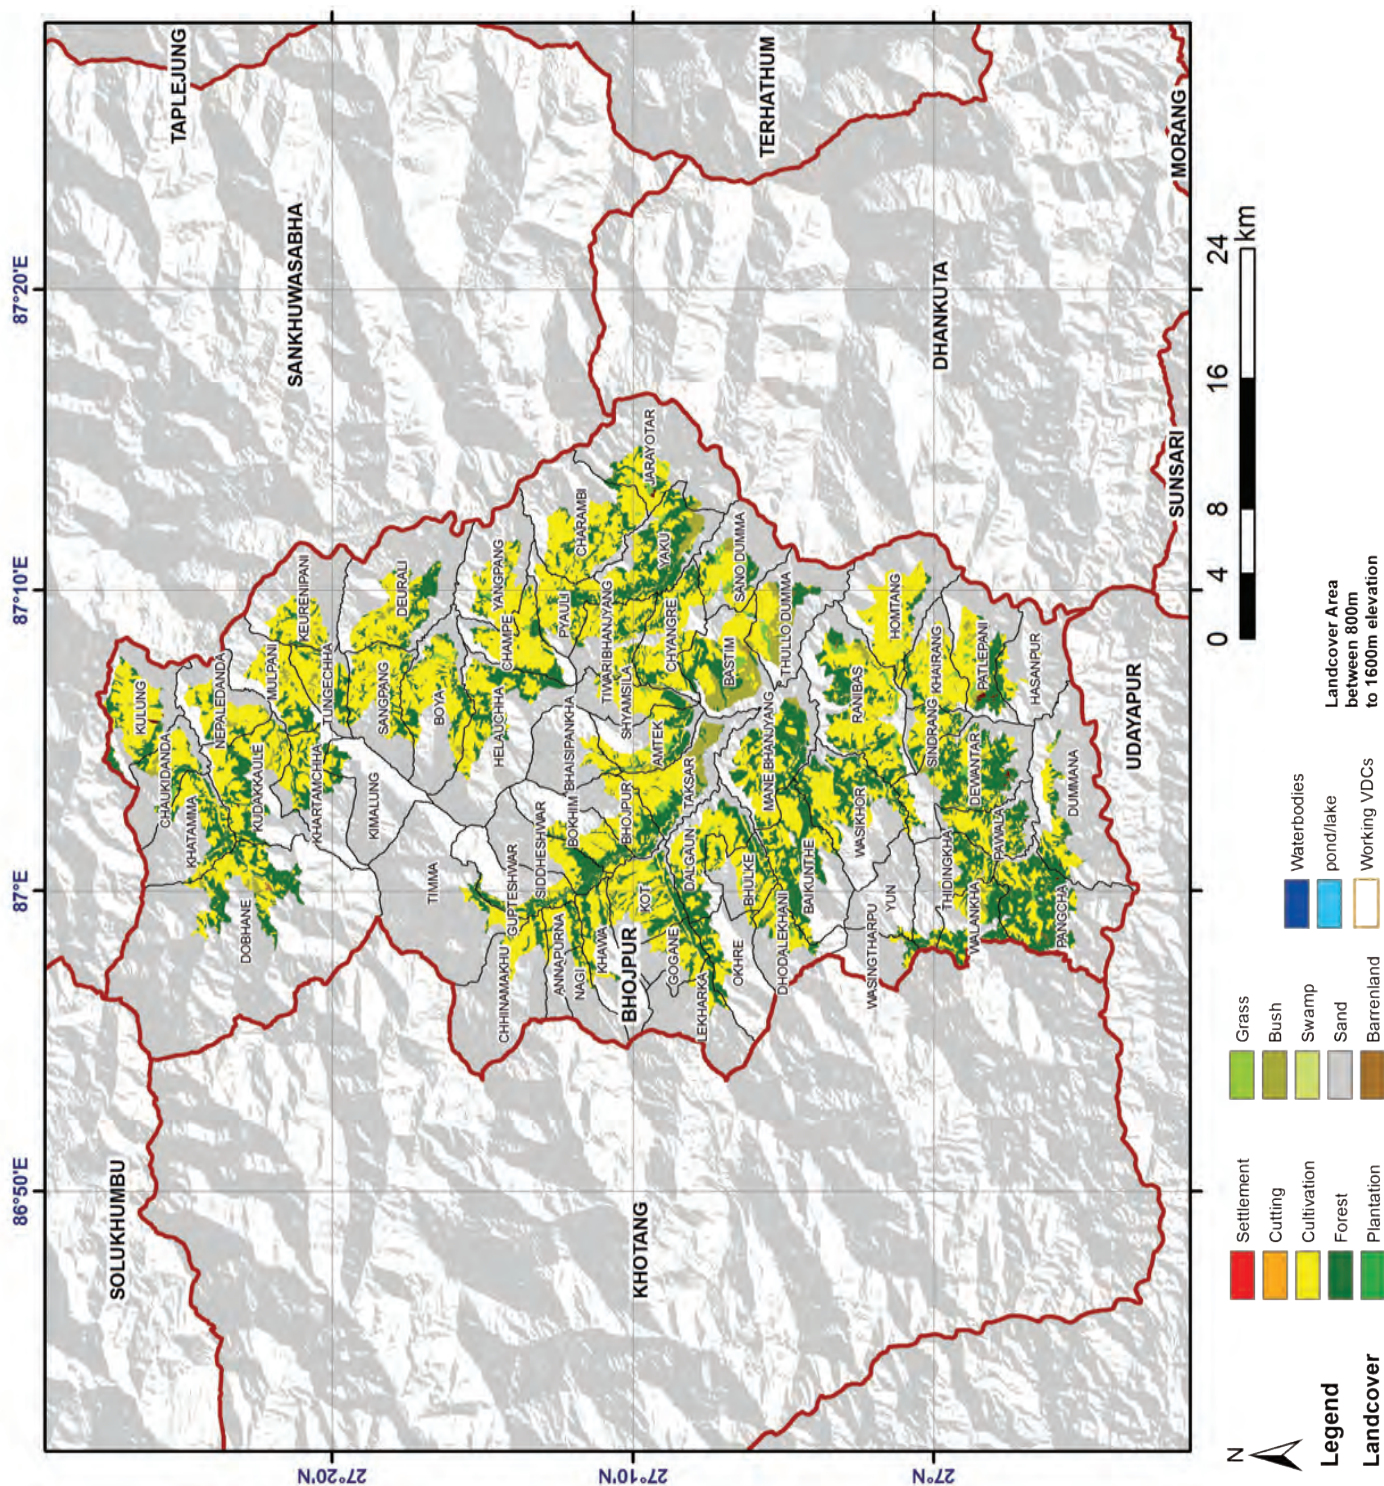 86°50'E
87°E
87°10'E
87°20'E
27°20'N
27°10'N
27°N
SOLUKHUMBU
TAPLEJUNG
SANKHUWASABHA
TERHATHUM
KHOTANG
BHOJPUR
DHANKUTA
UDAYAPUR
SUNSARI
MORANG
KULUNG
CHAUKIDANDA
KHATAMMA
NEPALEDANDA
DOBHANE
KUDAKKAULE
MULPANI
KEURENIPANI
KHARTAMCHHA
TUNGECHHA
KIMALUNG
SANGPANG
DEURALI
TIMMA
BOYA
CHHINAMAKHU
GUPTESHWAR
HELAUCHHA
CHAMPE
YANGPANG
SIDDHESHWAR
ANNAPURNA
NAGI
BOKHIM
BHAISIPANKHA
PYAULI
CHARAMBI
KHAWA
TIWARIBHANJYANG
BHOJPUR
SHYAMSILA
KOT
AMTEK
JARAYOTAR
YAKU
GOGANE
CHYANGRE
DALGAUN
TAKSAR
LEKHARKA
OKHRE
BHULKE
BASTIM
SANO DUMMA
MANE BHANJYANG
DHODALEKHANI
THULLO DUMMA
BAIKUNTHE
WASIKHOR
RANIBAS
WASINGTHARPU
YUN
HOMTANG
SINDRANG
KHAIRANG
THIDINGKHA
WALANKHA
DEWANTAR
PATLEPANI
PAWALA
HASANPUR
PANGCHA
DUMMANA
0
4
8
16
24
km
N
Legend
Landcover
Settlement
Cutting
Cultivation
Forest
Plantation
Grass
Bush
Swamp
Sand
Barrenland
Waterbodies
pond/lake
Working VDCs
Landcover Area
between 800m
to 1600m elevation